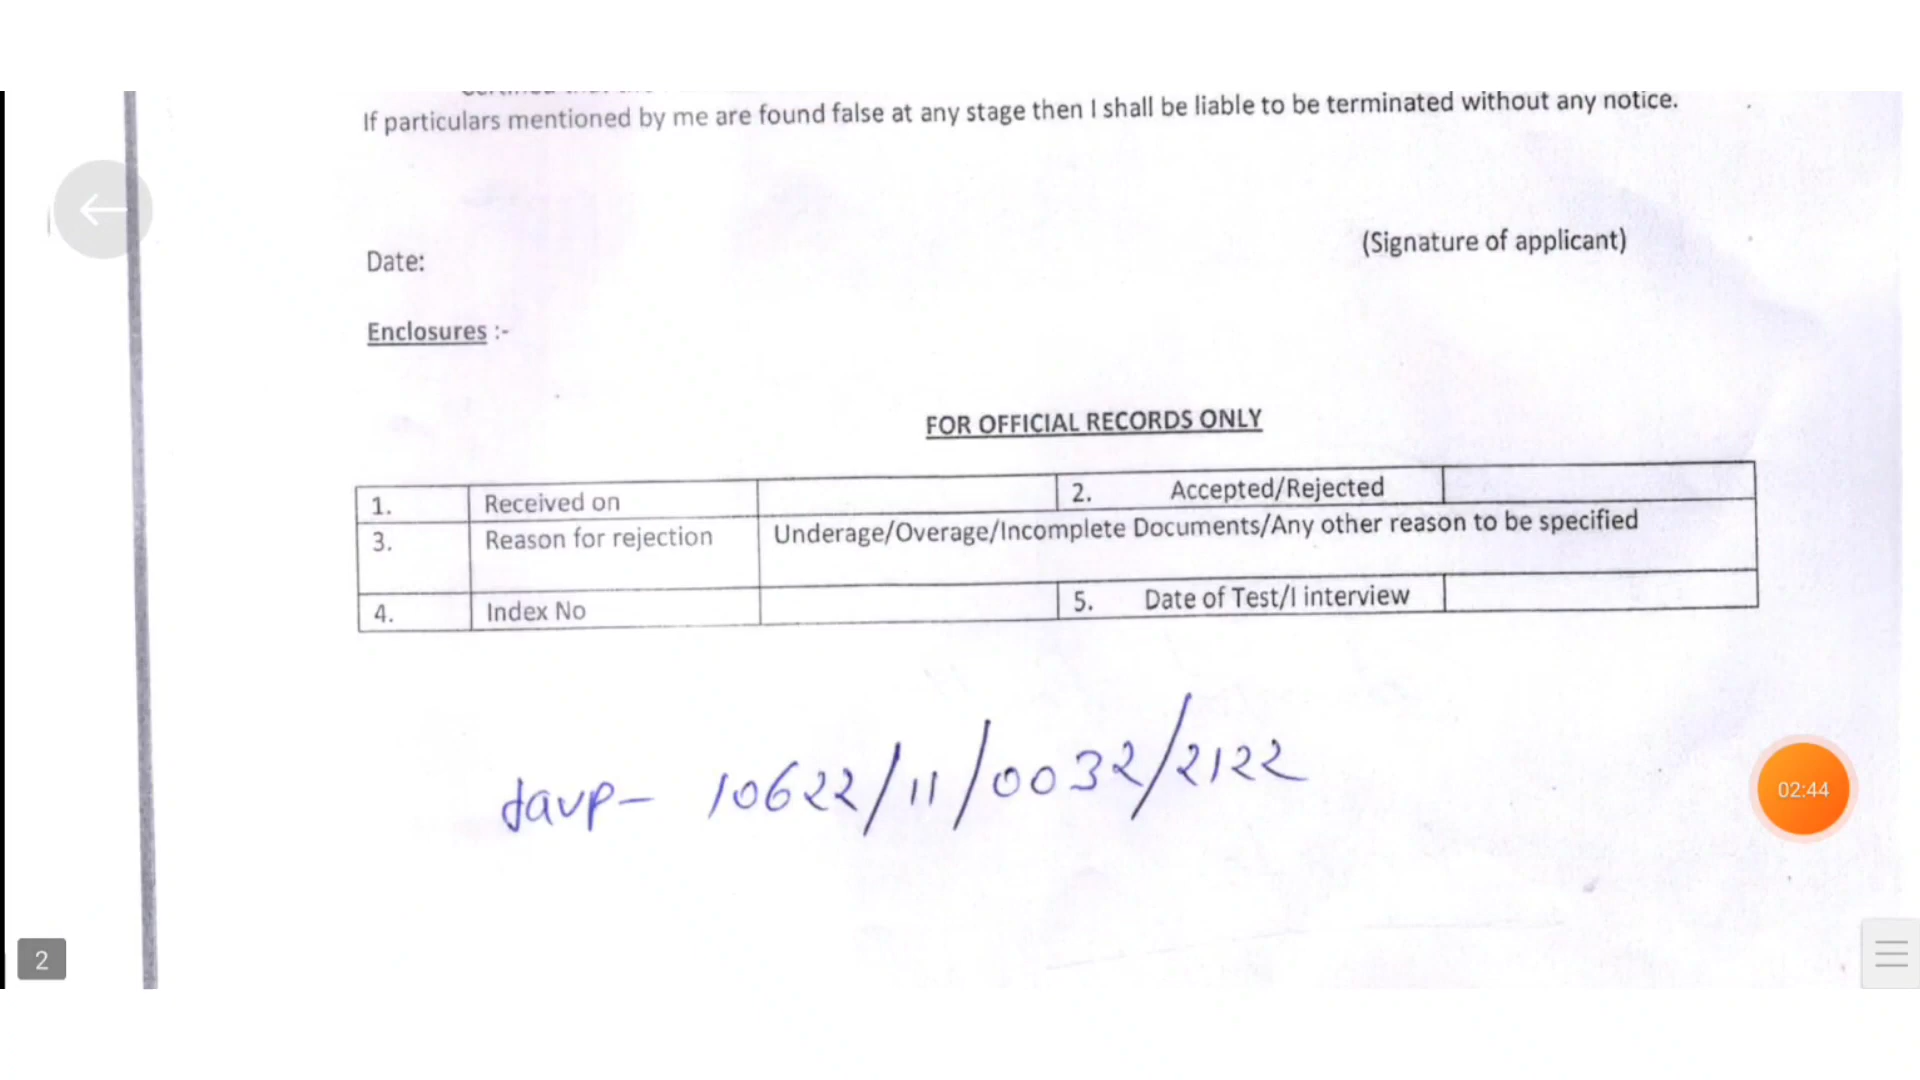 If particulars mentioned by me are found false at any stage then I shall be liable to be terminated without any notice.
(Signature of applicant)
Date:
Enclosures :-
FOR OFFICIAL RECORDS ONLY
1. Received on 2. Accepted/Rejected
3. Reason for rejection Underage/Overage/Incomplete Documents/Any other reason to be specified
4. Index No 5. Date of Test/I interview
davp- 10622/11/0032/2122
02:44
2